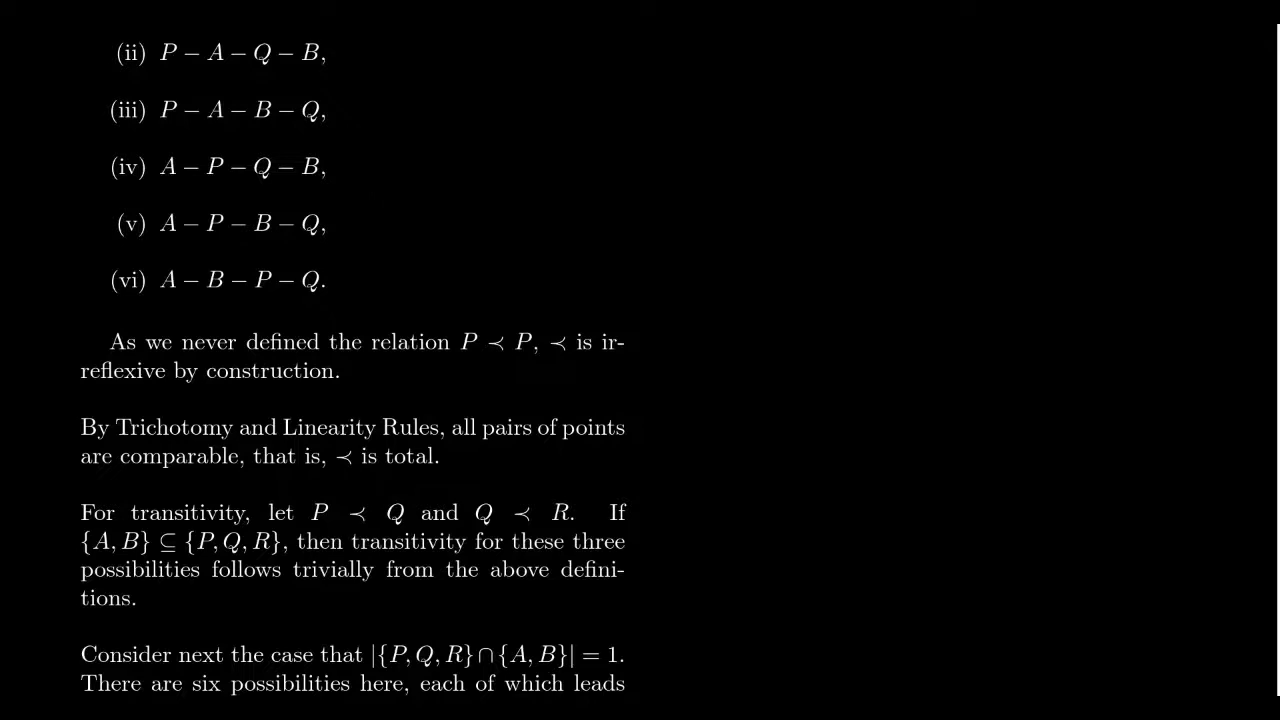 (ii) P − A − Q − B,
(iii) P − A − B − Q,
(iv) A − P − Q − B,
(v) A − P − B − Q,
(vi) A − B − P − Q.
As we never defined the relation P ≺ P, ≺ is ir-
reflexive by construction.
By Trichotomy and Linearity Rules, all pairs of points
are comparable, that is, ≺ is total.
For transitivity, let P ≺ Q and Q ≺ R. If
{A, B} ⊆ {P, Q, R}, then transitivity for these three
possibilities follows trivially from the above defini-
tions.
Consider next the case that |{P, Q, R} ∩ {A, B}| = 1.
There are six possibilities here, each of which leads